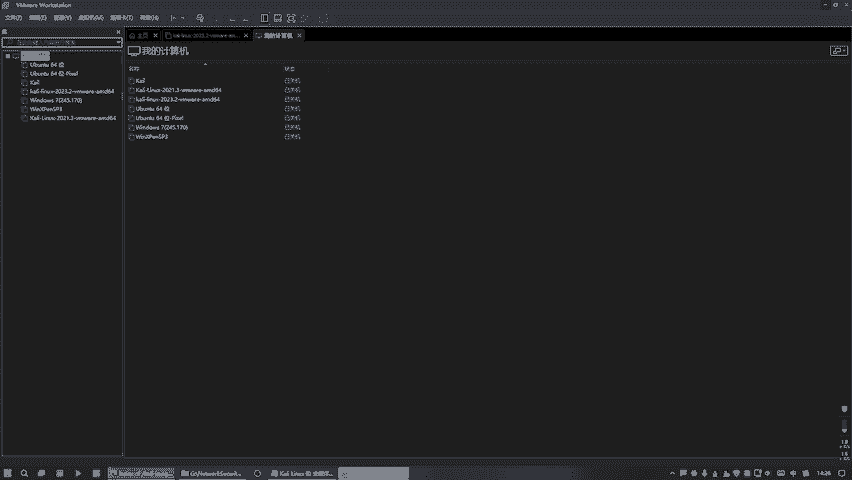 VMware Workstation
文件(F) 编辑(E) 查看(V) 虚拟机(M) 选项卡(T) 帮助(H)
库
主页
kali-linux-2023.2-vmware-am...
我的计算机
我的计算机
名称 状态
Ubuntu 64 位
Ubuntu 64 位-Pixel
Kali
kali-linux-2023.2-vmware-amd64
Windows 7(245.170)
WinXPenSP3
Kali-Linux-2021.3-vmware-amd64
Kali 已关机
Kali-Linux-2021.3-vmware-amd64 已关机
kali-linux-2023.2-vmware-amd64 已关机
Ubuntu 64 位 已关机
Ubuntu 64 位-Pixel 已关机
Windows 7(245.170) 已关机
WinXPenSP3 已关机